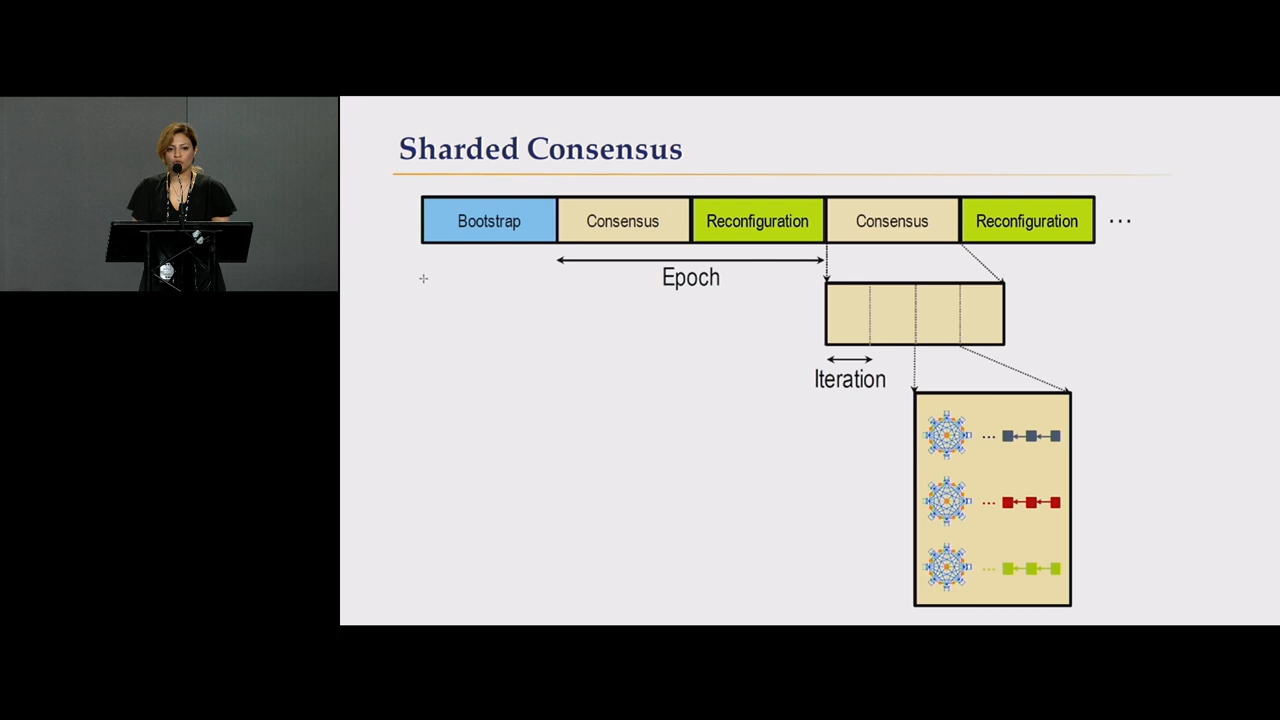 Sharded Consensus
Bootstrap
Consensus
Reconfiguration
Consensus
Reconfiguration
...
Epoch
Iteration
...
...
...